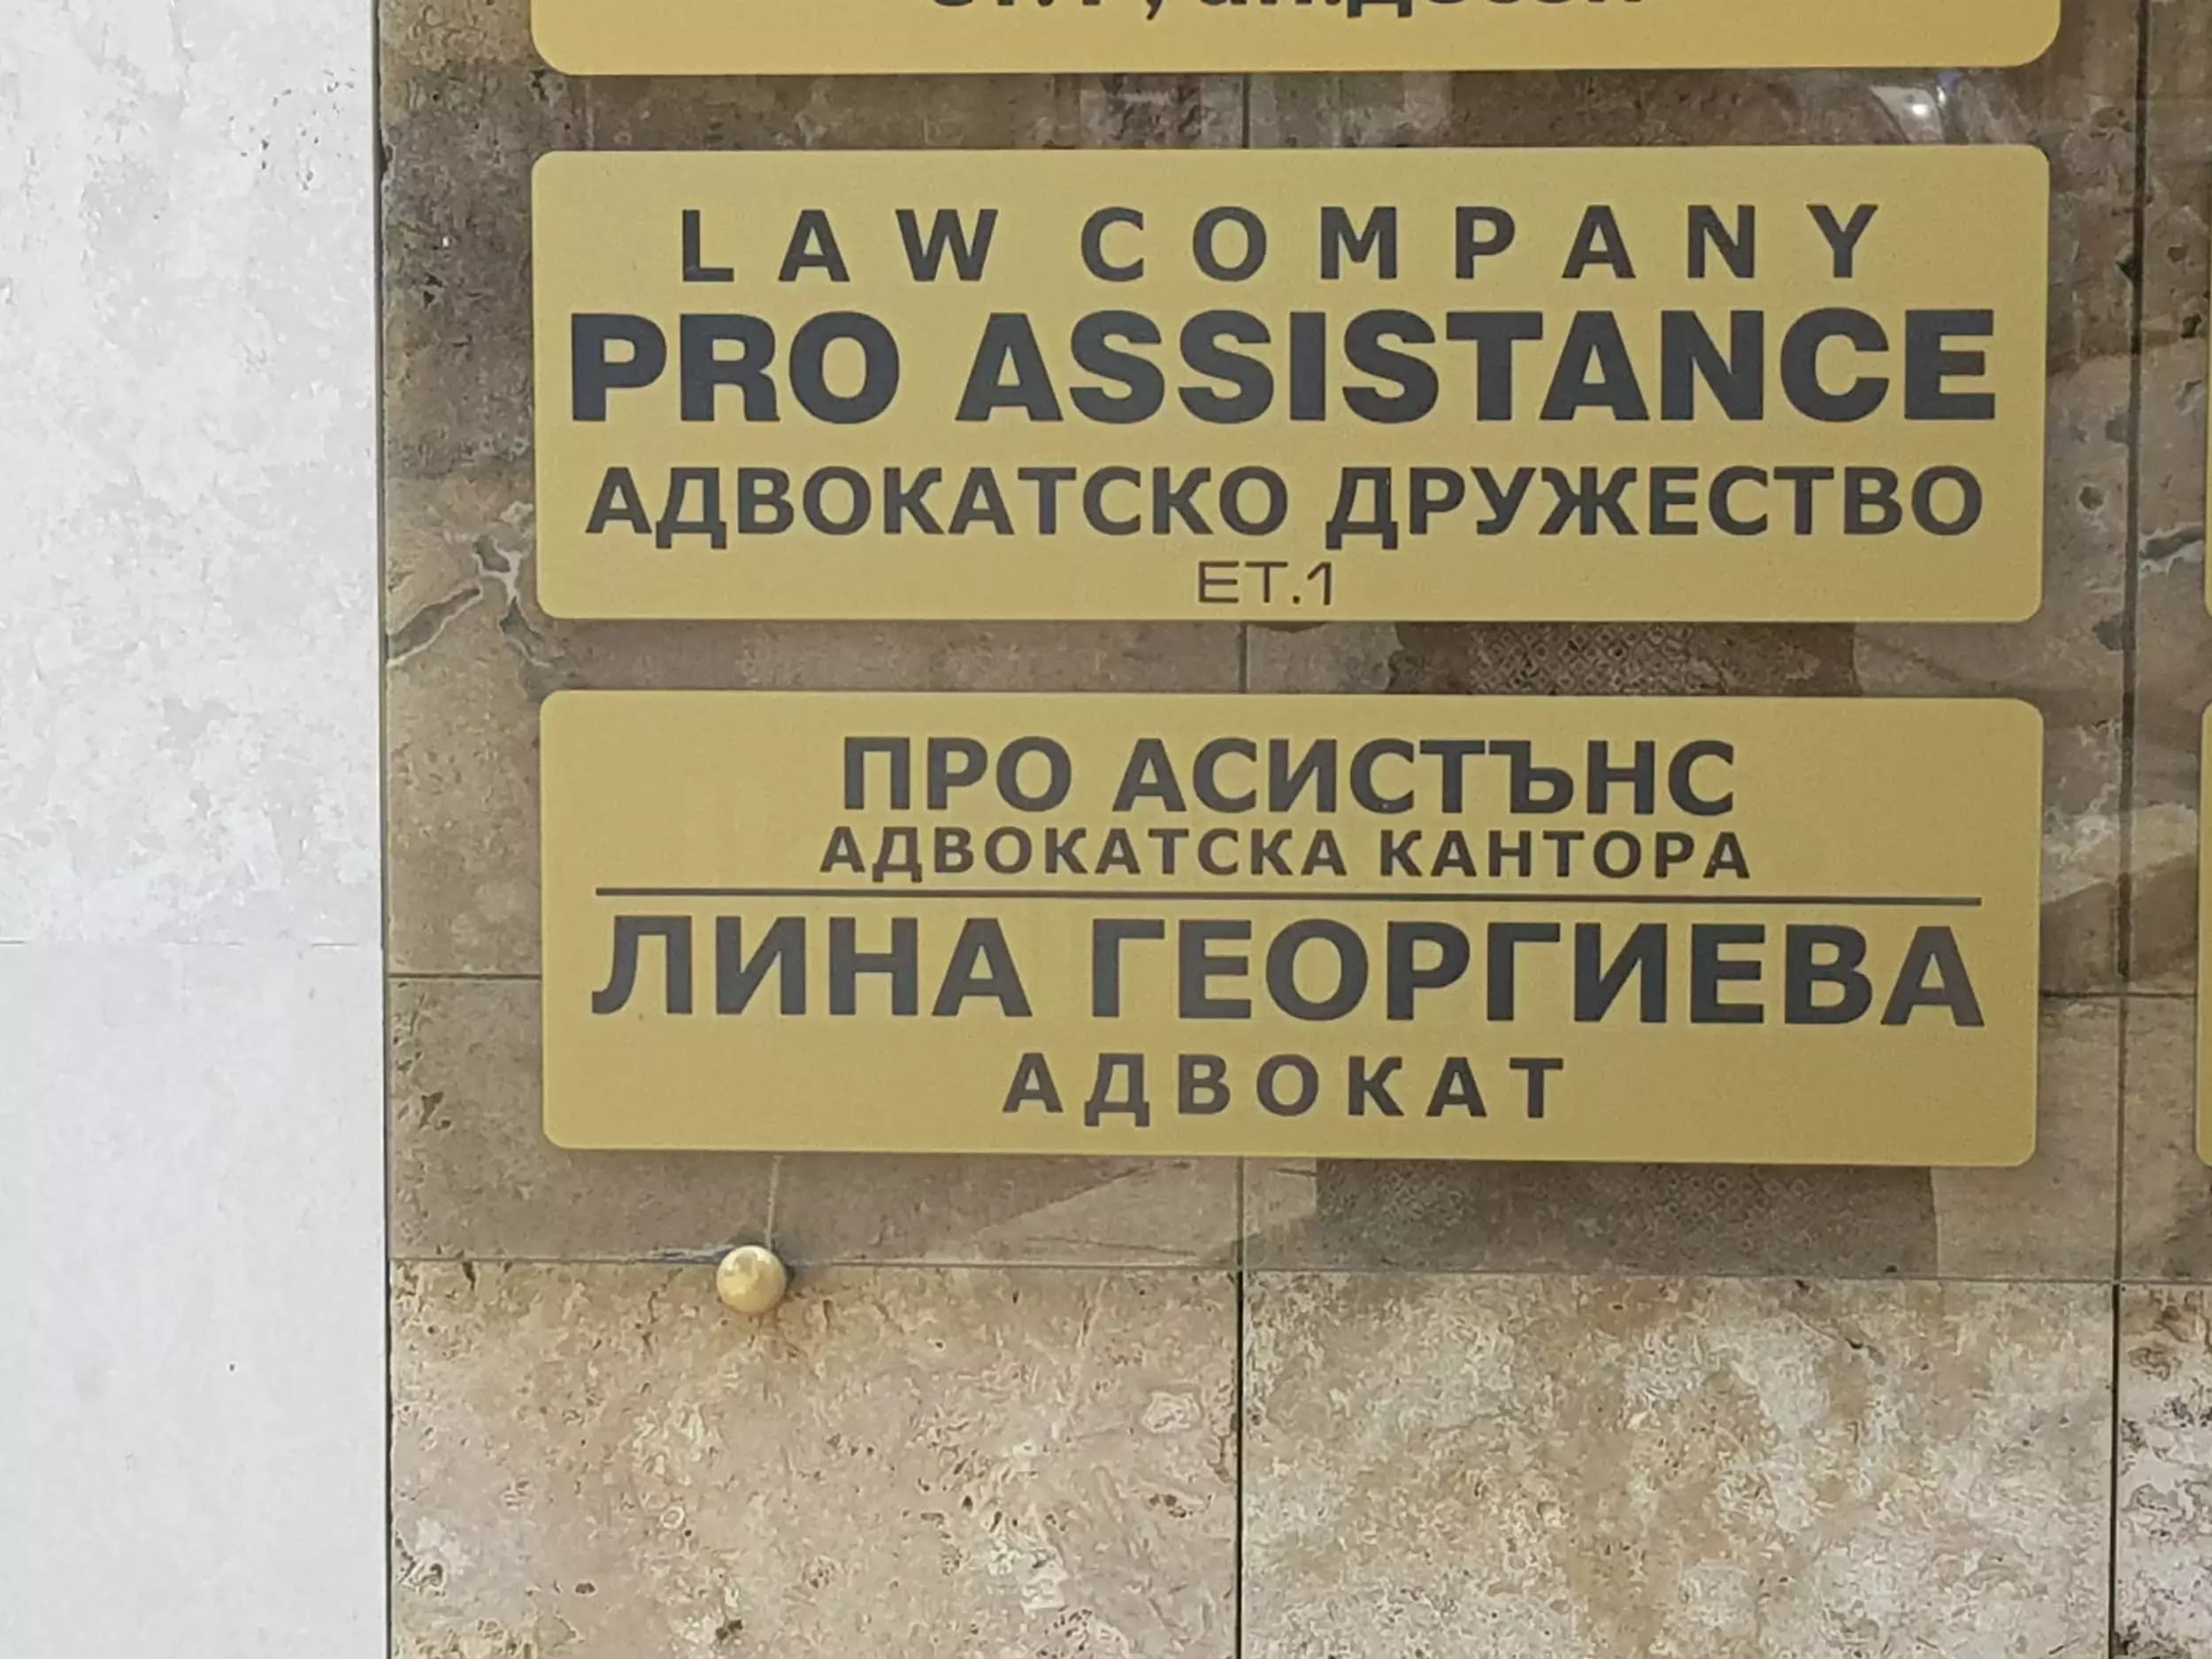 LAW COMPANY
PRO ASSISTANCE
АДВОКАТСКО ДРУЖЕСТВО
ЕТ.1
ПРО АСИСТЪНС
АДВОКАТСКА КАНТОРА
ЛИНА ГЕОРГИЕВА
АДВОКАТ